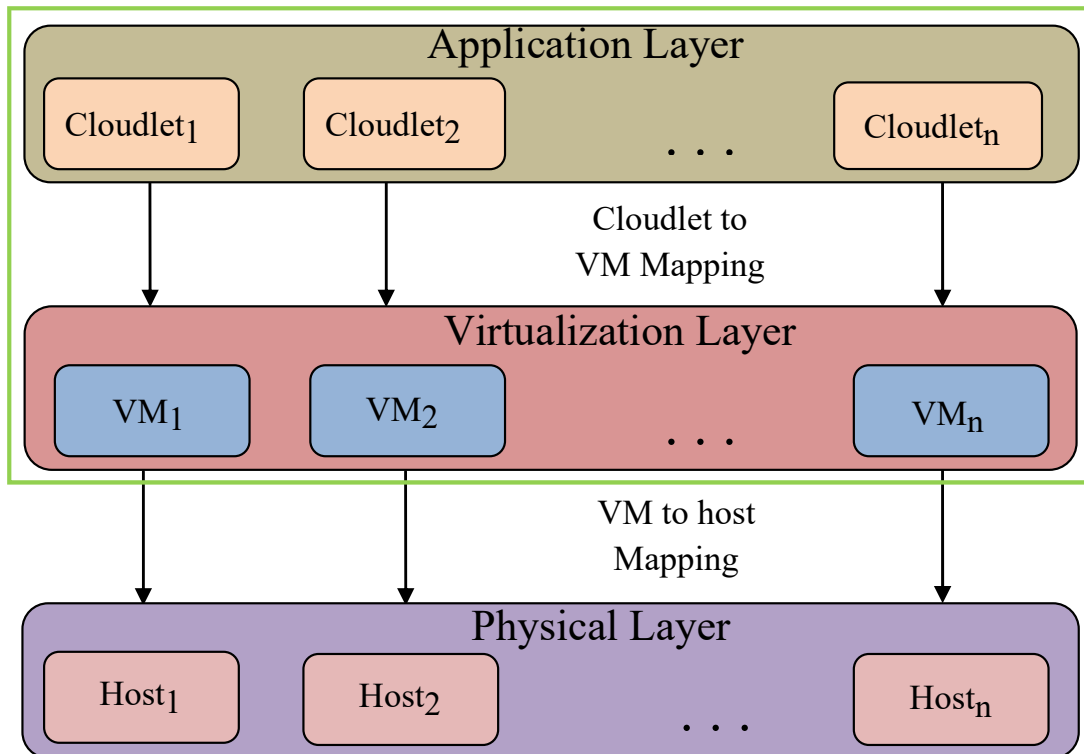 Application Layer
Cloudlet1
Cloudlet2
. . .
Cloudletn
Cloudlet to
VM Mapping
Virtualization Layer
VM1
VM2
. . .
VMn
VM to host
Mapping
Physical Layer
Host1
Host2
. . .
Hostn